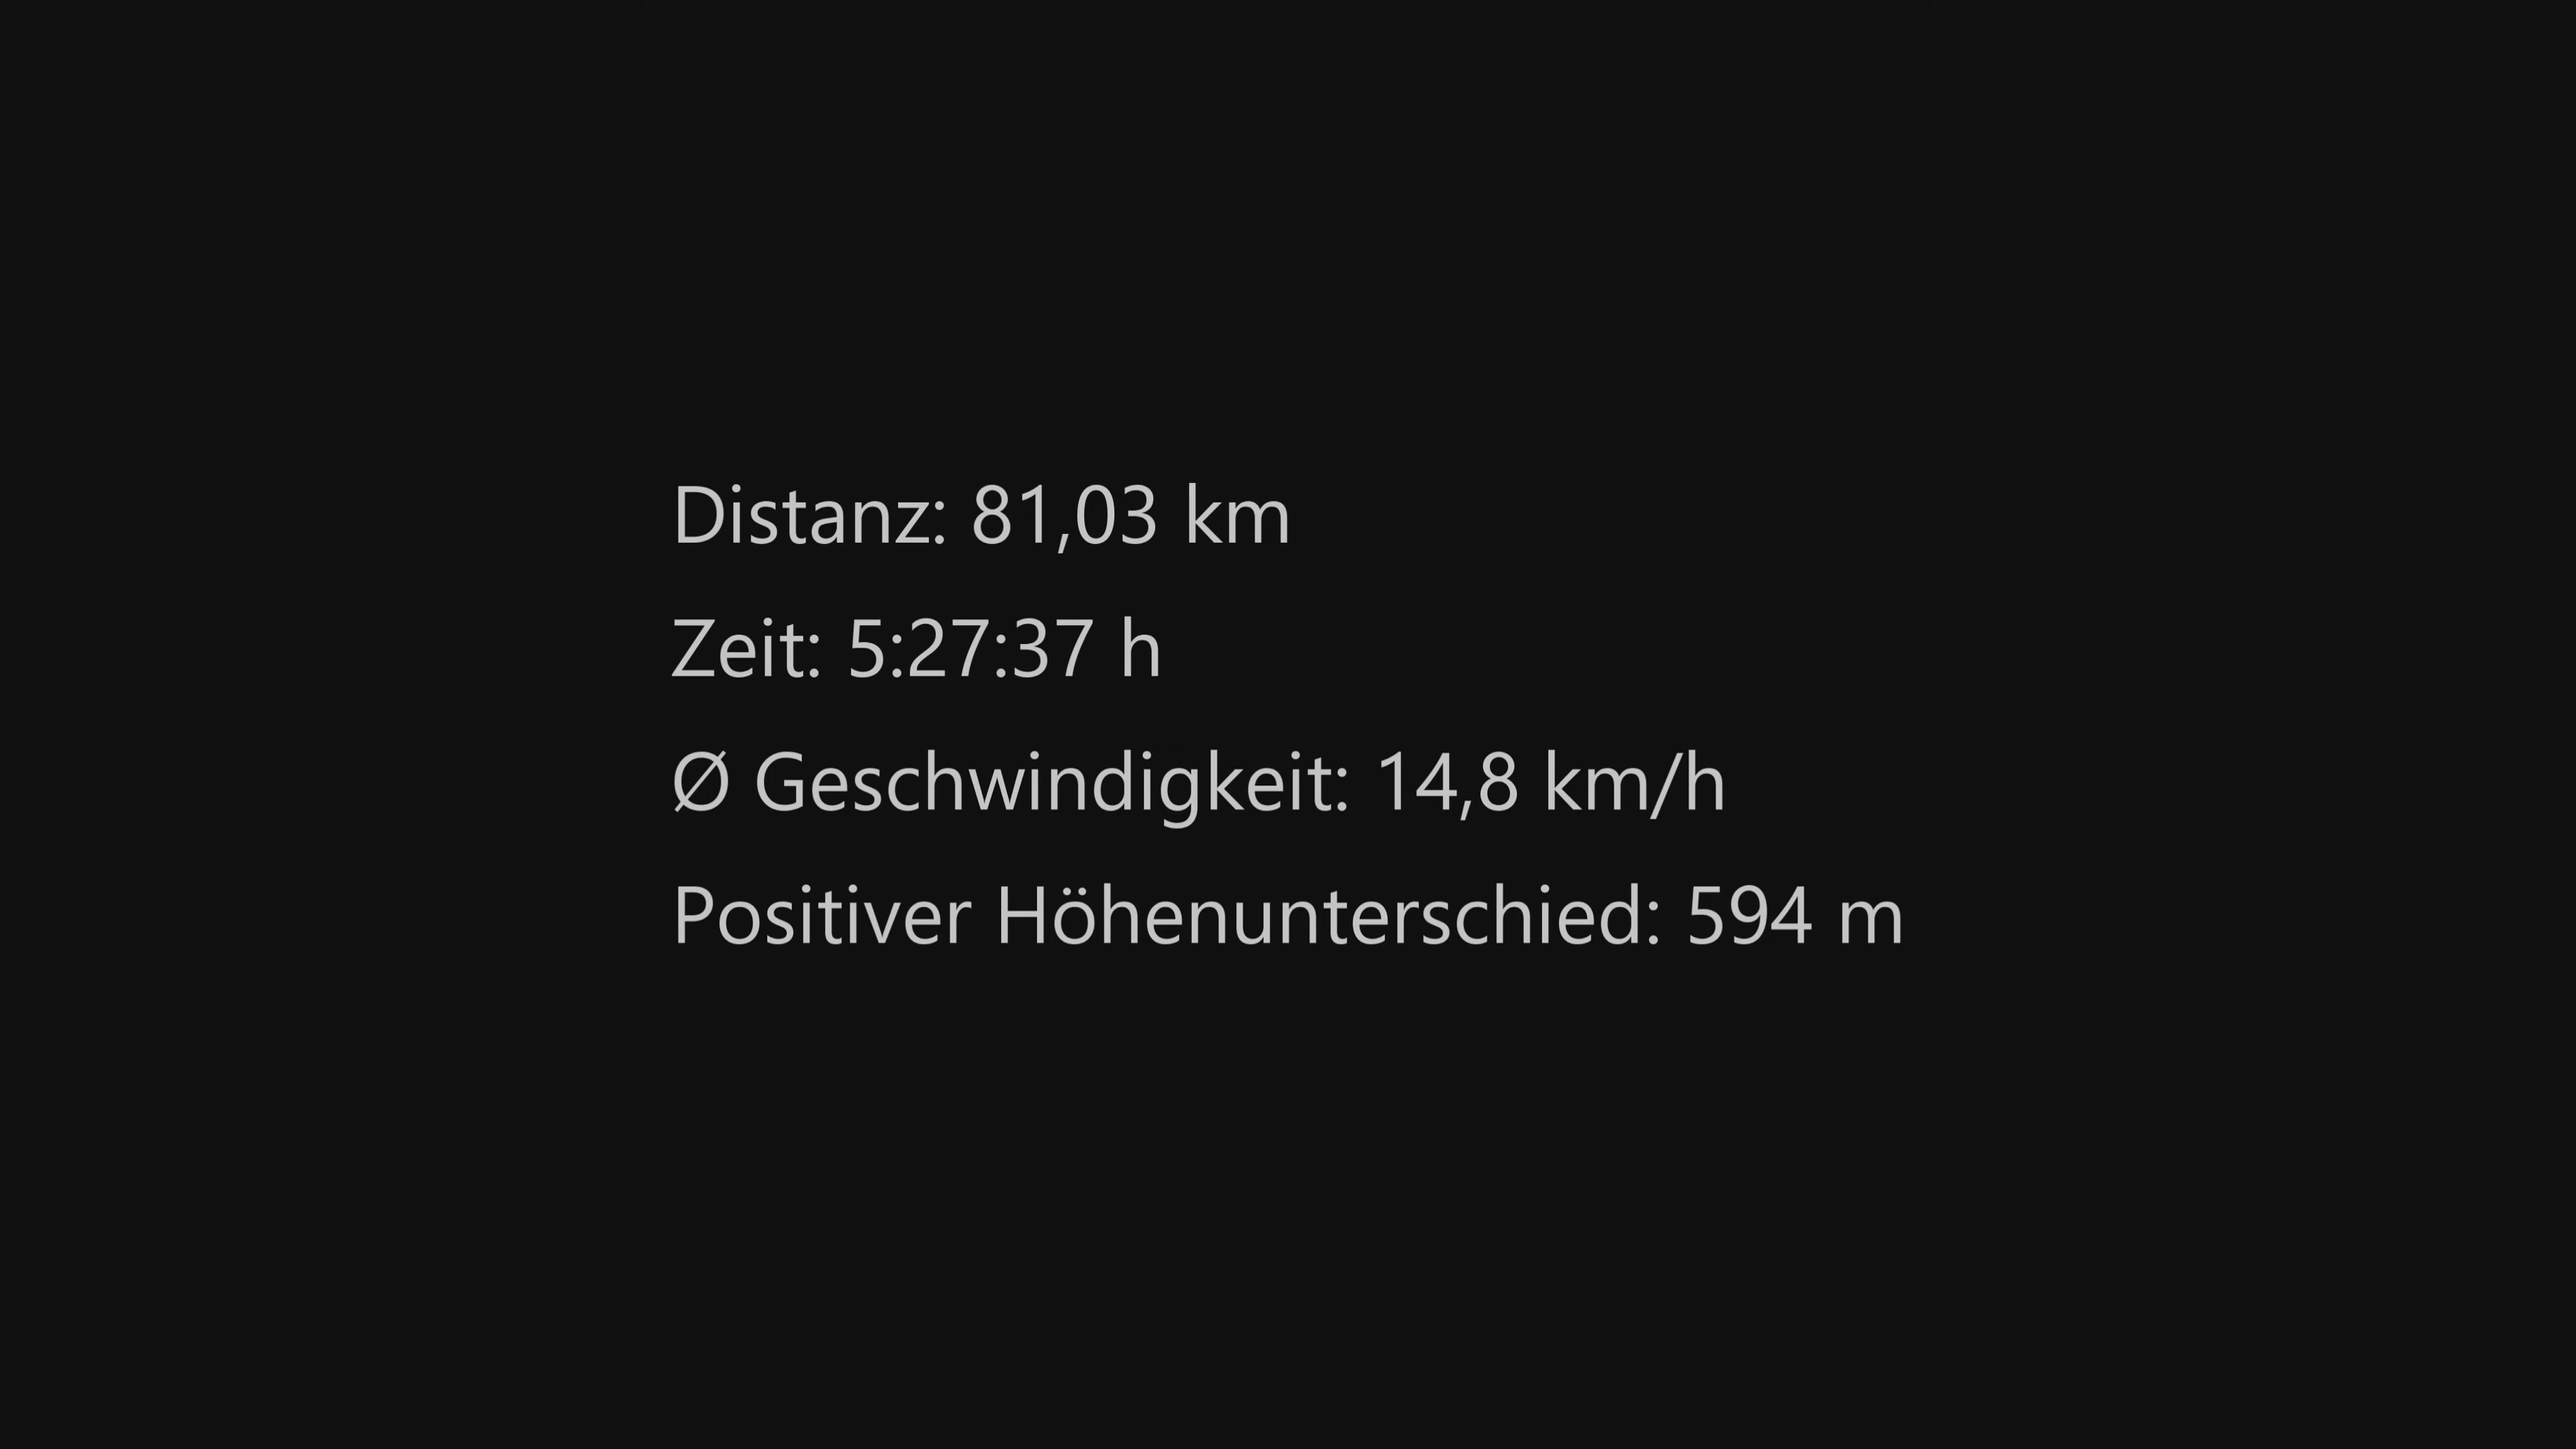 Distanz: 81,03 km
Zeit: 5:27:37 h
Ø Geschwindigkeit: 14,8 km/h
Positiver Höhenunterschied: 594 m